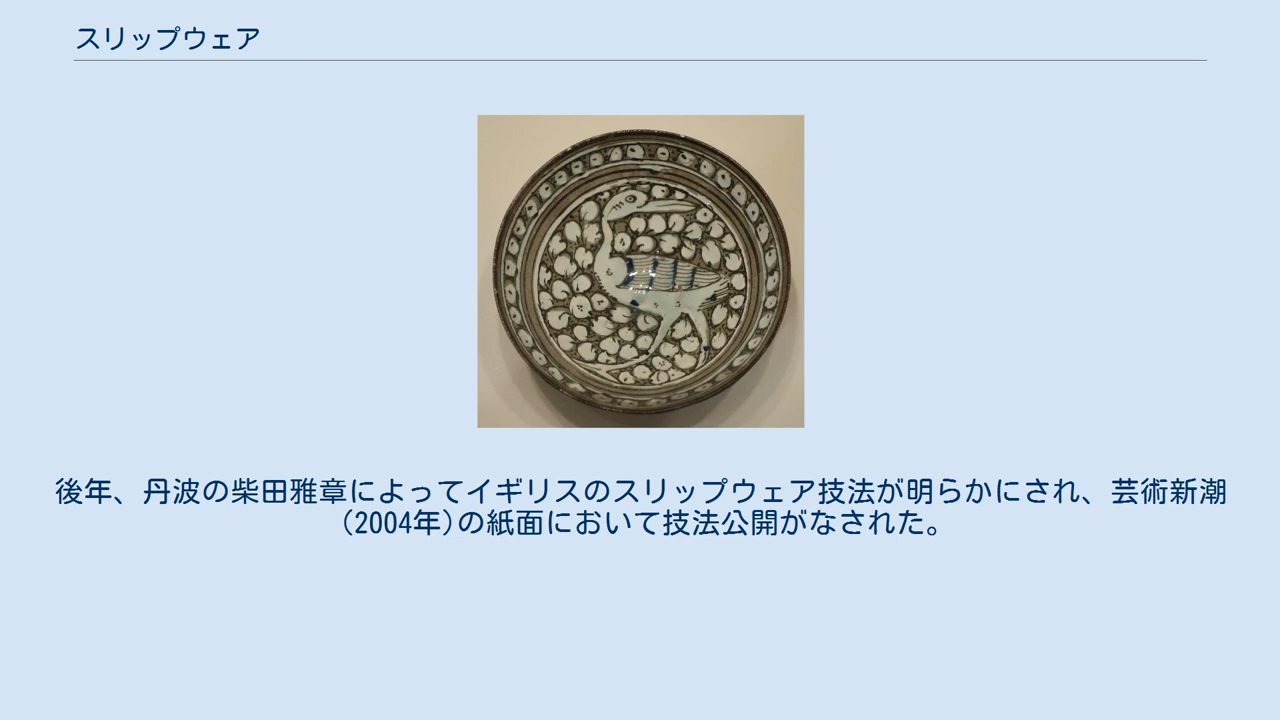 スリップウェア
後年、丹波の柴田雅章によってイギリスのスリップウェア技法が明らかにされ、芸術新潮
(2004年)の紙面において技法公開がなされた。